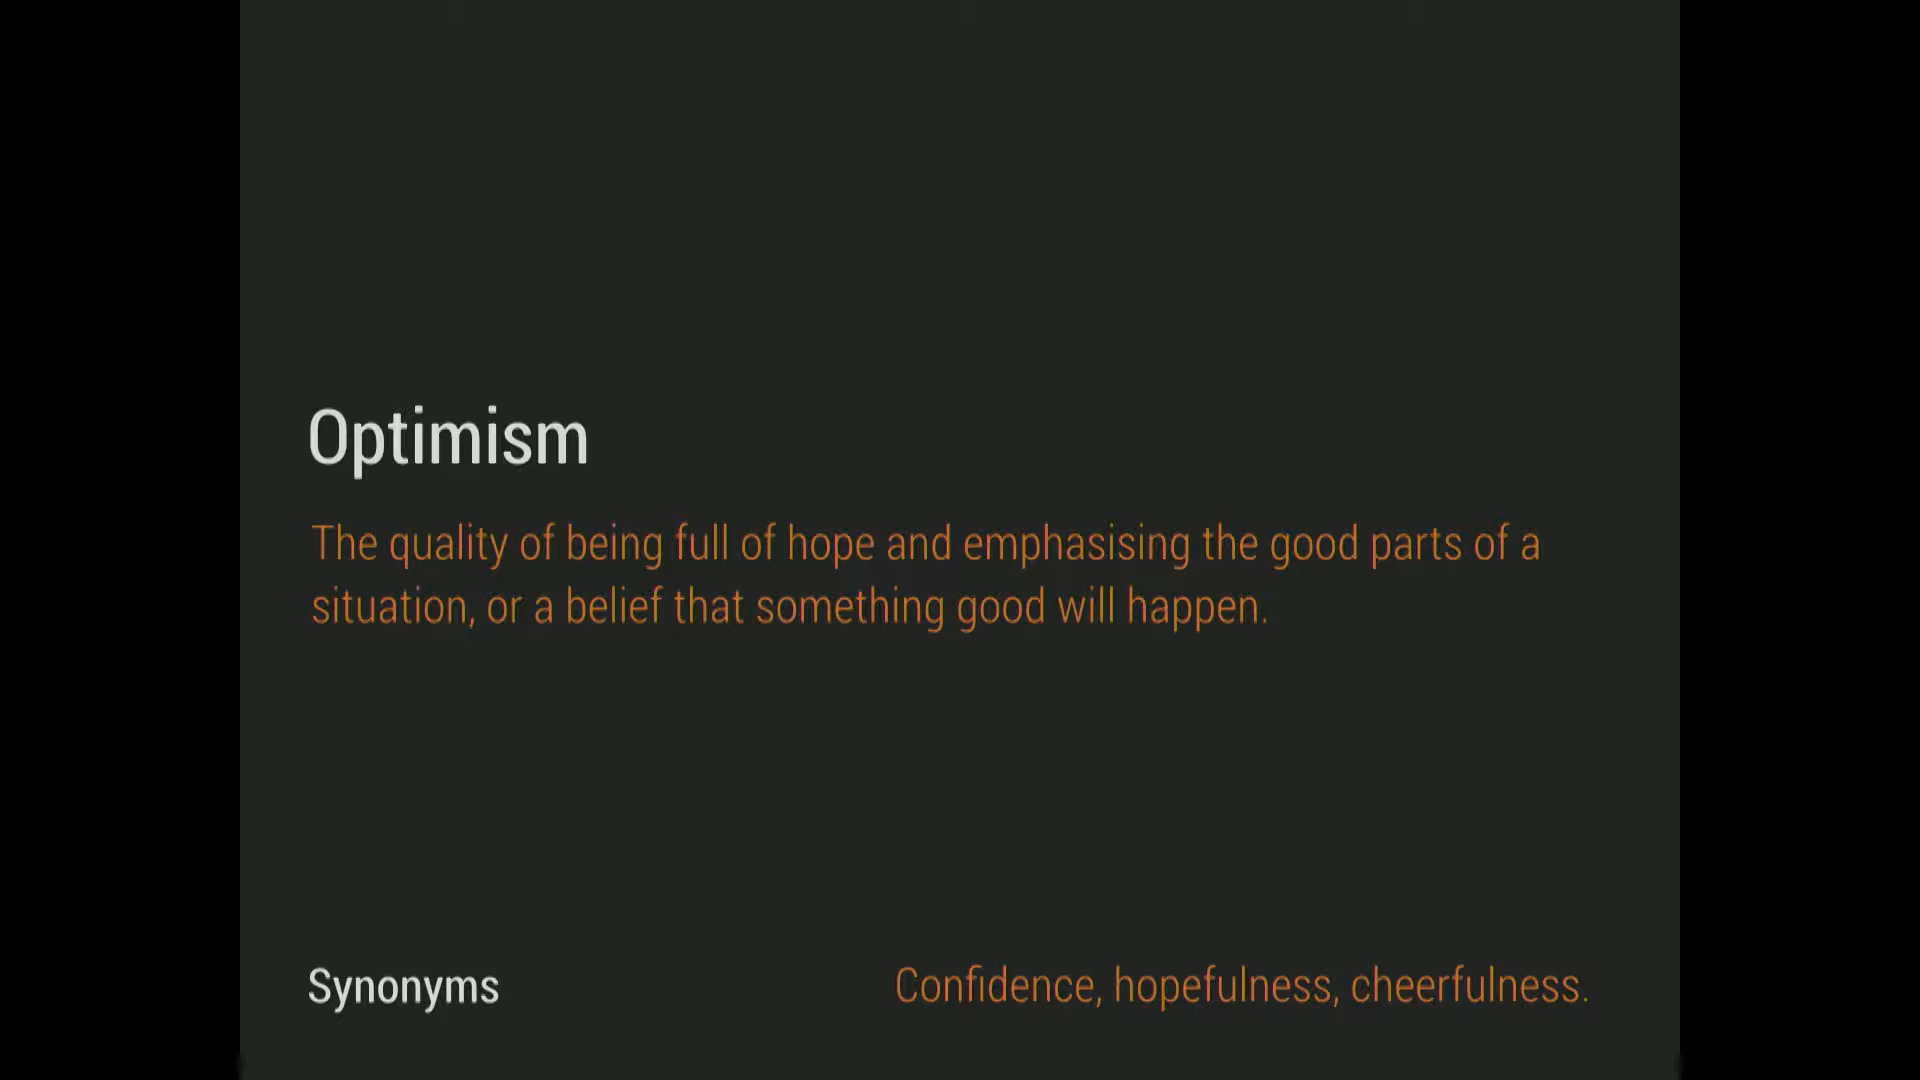 Optimism
The quality of being full of hope and emphasising the good parts of a
situation, or a belief that something good will happen.
Synonyms
Confidence, hopefulness, cheerfulness.